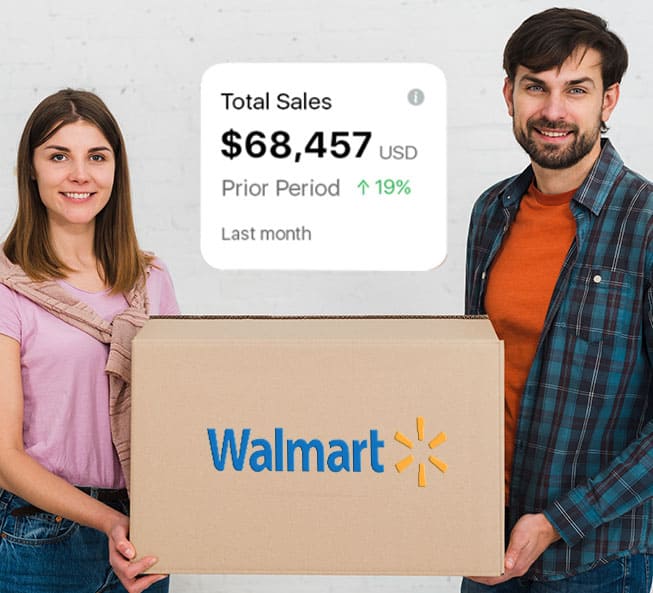 Total Sales
$68,457 USD
Prior Period ↑ 19%
Last month
Walmart